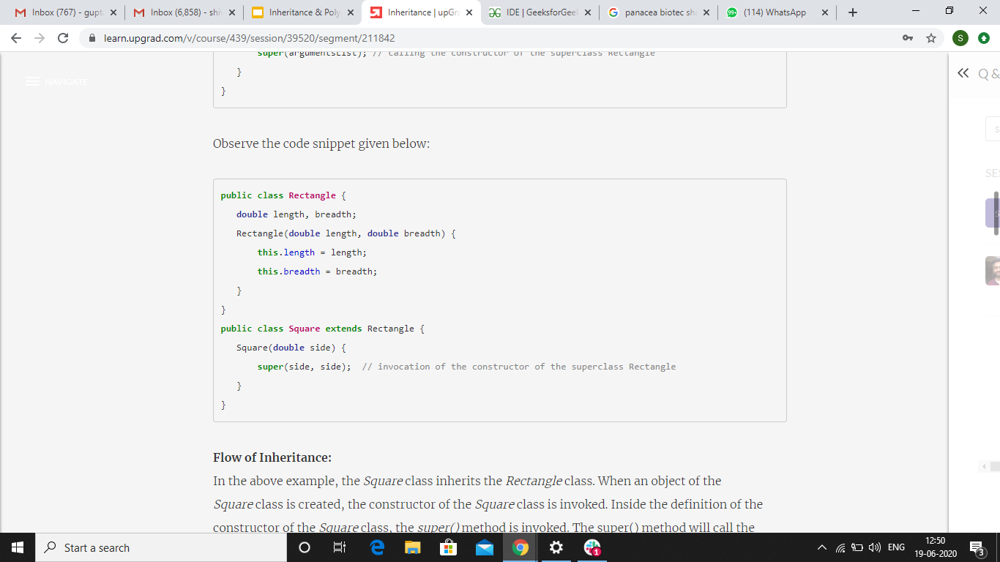 Inbox (767) - gupt
Inbox (6,858) - shi
Inheritance & Poly
Inheritance | upGr
IDE | GeeksforGee
panacea biotec sh
(114) WhatsApp
learn.upgrad.com/v/course/439/session/39520/segment/211842
S
super(argumentsList); // calling the constructor of the superclass Rectangle
}
}
NAVIGATE
Q &
Observe the code snippet given below:
public class Rectangle {
double length, breadth;
Rectangle(double length, double breadth) {
this.length = length;
this.breadth = breadth;
}
}
public class Square extends Rectangle {
Square(double side) {
super(side, side); // invocation of the constructor of the superclass Rectangle
}
}
SES
Flow of Inheritance:
In the above example, the Square class inherits the Rectangle class. When an object of the
Square class is created, the constructor of the Square class is invoked. Inside the definition of the
constructor of the Square class, the super() method is invoked. The super() method will call the
Start a search
1
ENG
12:50
19-06-2020
3